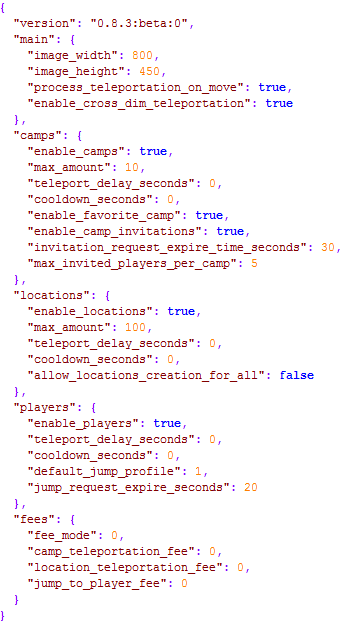 {
  "version": "0.8.3:beta:0",
  "main": {
    "image_width": 800,
    "image_height": 450,
    "process_teleportation_on_move": true,
    "enable_cross_dim_teleportation": true
  },
  "camps": {
    "enable_camps": true,
    "max_amount": 10,
    "teleport_delay_seconds": 0,
    "cooldown_seconds": 0,
    "enable_favorite_camp": true,
    "enable_camp_invitations": true,
    "invitation_request_expire_time_seconds": 30,
    "max_invited_players_per_camp": 5
  },
  "locations": {
    "enable_locations": true,
    "max_amount": 100,
    "teleport_delay_seconds": 0,
    "cooldown_seconds": 0,
    "allow_locations_creation_for_all": false
  },
  "players": {
    "enable_players": true,
    "teleport_delay_seconds": 0,
    "cooldown_seconds": 0,
    "default_jump_profile": 1,
    "jump_request_expire_seconds": 20
  },
  "fees": {
    "fee_mode": 0,
    "camp_teleportation_fee": 0,
    "location_teleportation_fee": 0,
    "jump_to_player_fee": 0
  }
}